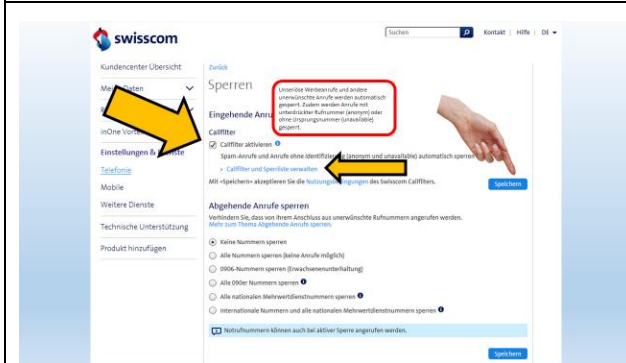 swisscom
Suchen
Kontakt | Hilfe | DE
Kundencenter Übersicht
Zurück
Sperren
Unseriöse Werbeanrufe und andere
unerwünschte Anrufe werden automatisch
gesperrt. Zudem werden Anrufe mit
unterdrückter Rufnummer (anonym) oder
ohne Ursprungsnummer (unavailable)
gesperrt.
Eingehende Anru
Callfilter
Callfilter aktivieren
Spam-Anrufe und Anrufe ohne Identifizierung (anonym und unavailable) automatisch sperren
> Callfilter und Sperrliste verwalten
Mit «Speichern» akzeptieren Sie die Nutzungsbedingungen des Swisscom Callfilters.
Speichern
Einstellungen &
Telefonie
Mobile
Weitere Dienste
Technische Unterstützung
Produkt hinzufügen
Abgehende Anrufe sperren
Verhindern Sie, dass von Ihrem Anschluss aus unerwünschte Rufnummern angerufen werden.
Mehr zum Thema Abgehende Anrufe sperren.
Keine Nummern sperren
Alle Nummern sperren (keine Anrufe möglich)
0906-Nummern sperren (Erwachsenenunterhaltung)
Alle 090er Nummern sperren
Alle nationalen Mehrwertdienstnummern sperren
Internationale Nummern und alle nationalen Mehrwertdienstnummern sperren
Notrufnummern können auch bei aktiver Sperre angerufen werden.
Speichern